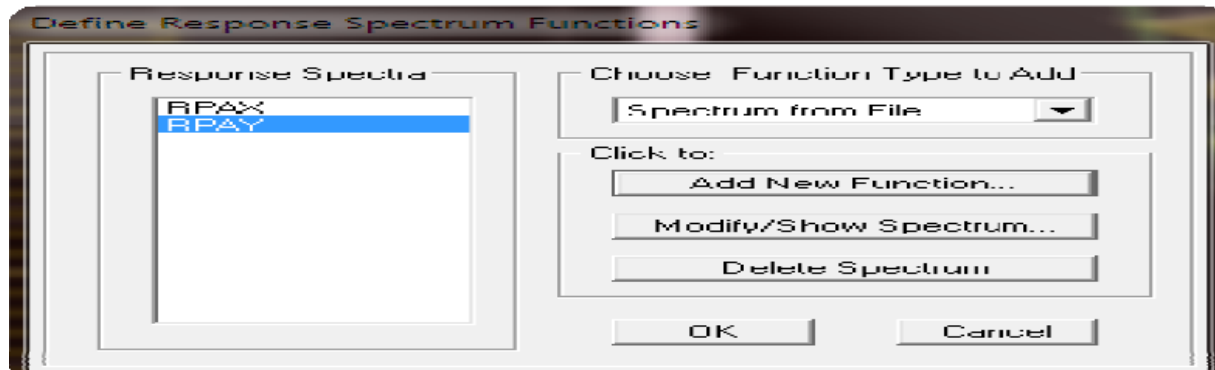 Define Response Spectrum Functions
Response Spectra
RPAX
RPAY
Choose Function Type to Add
Spectrum from File
Click to:
Add New Function...
Modify/Show Spectrum...
Delete Spectrum
OK
Cancel